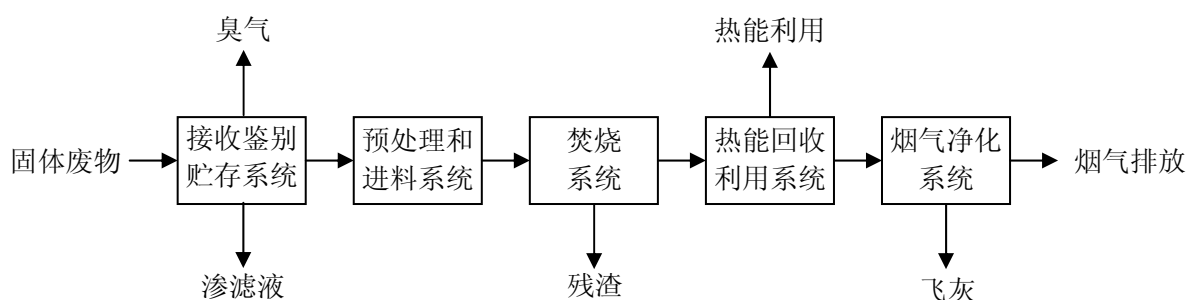 臭气
热能利用
固体废物
接收鉴别
贮存系统
预处理和
进料系统
焚烧
系统
热能回收
利用系统
烟气净化
系统
烟气排放
渗滤液
残渣
飞灰